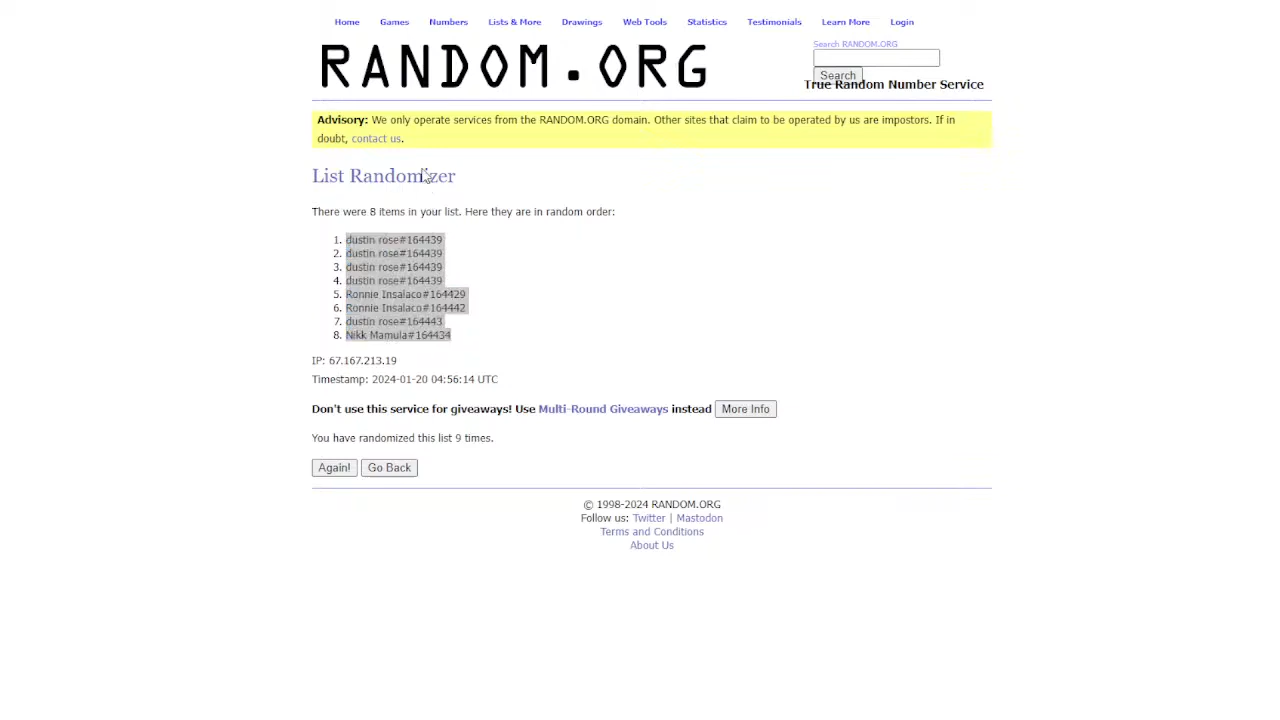 Home Games Numbers Lists & More Drawings Web Tools Statistics Testimonials Learn More Login
RANDOM.ORG
Search RANDOM.ORG
Search
True Random Number Service
Advisory: We only operate services from the RANDOM.ORG domain. Other sites that claim to be operated by us are impostors. If in
doubt, contact us.
List Randomizer
There were 8 items in your list. Here they are in random order:
1. dustin rose#164439
2. dustin rose#164439
3. dustin rose#164439
4. dustin rose#164439
5. Ronnie Insalaco#164429
6. Ronnie Insalaco#164442
7. dustin rose#164443
8. Nikk Mamula#164434
IP: 67.167.213.19
Timestamp: 2024-01-20 04:56:14 UTC
Don't use this service for giveaways! Use Multi-Round Giveaways instead More Info
You have randomized this list 9 times.
Again! Go Back
© 1998-2024 RANDOM.ORG
Follow us: Twitter | Mastodon
Terms and Conditions
About Us